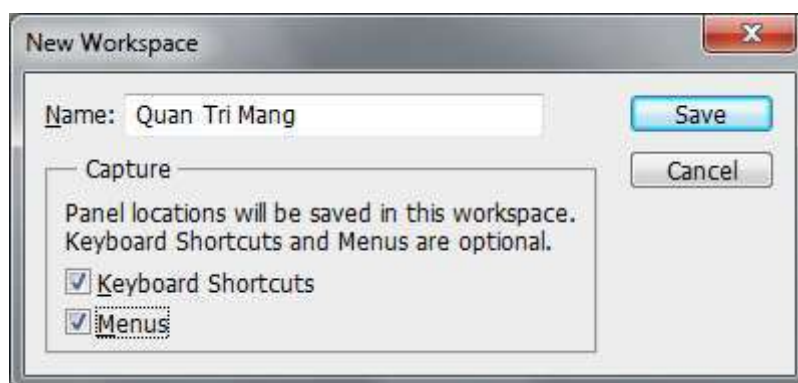 New Workspace
Name: Quan Tri Mang
Save
Capture
Cancel
Panel locations will be saved in this workspace.
Keyboard Shortcuts and Menus are optional.
Keyboard Shortcuts
Menus